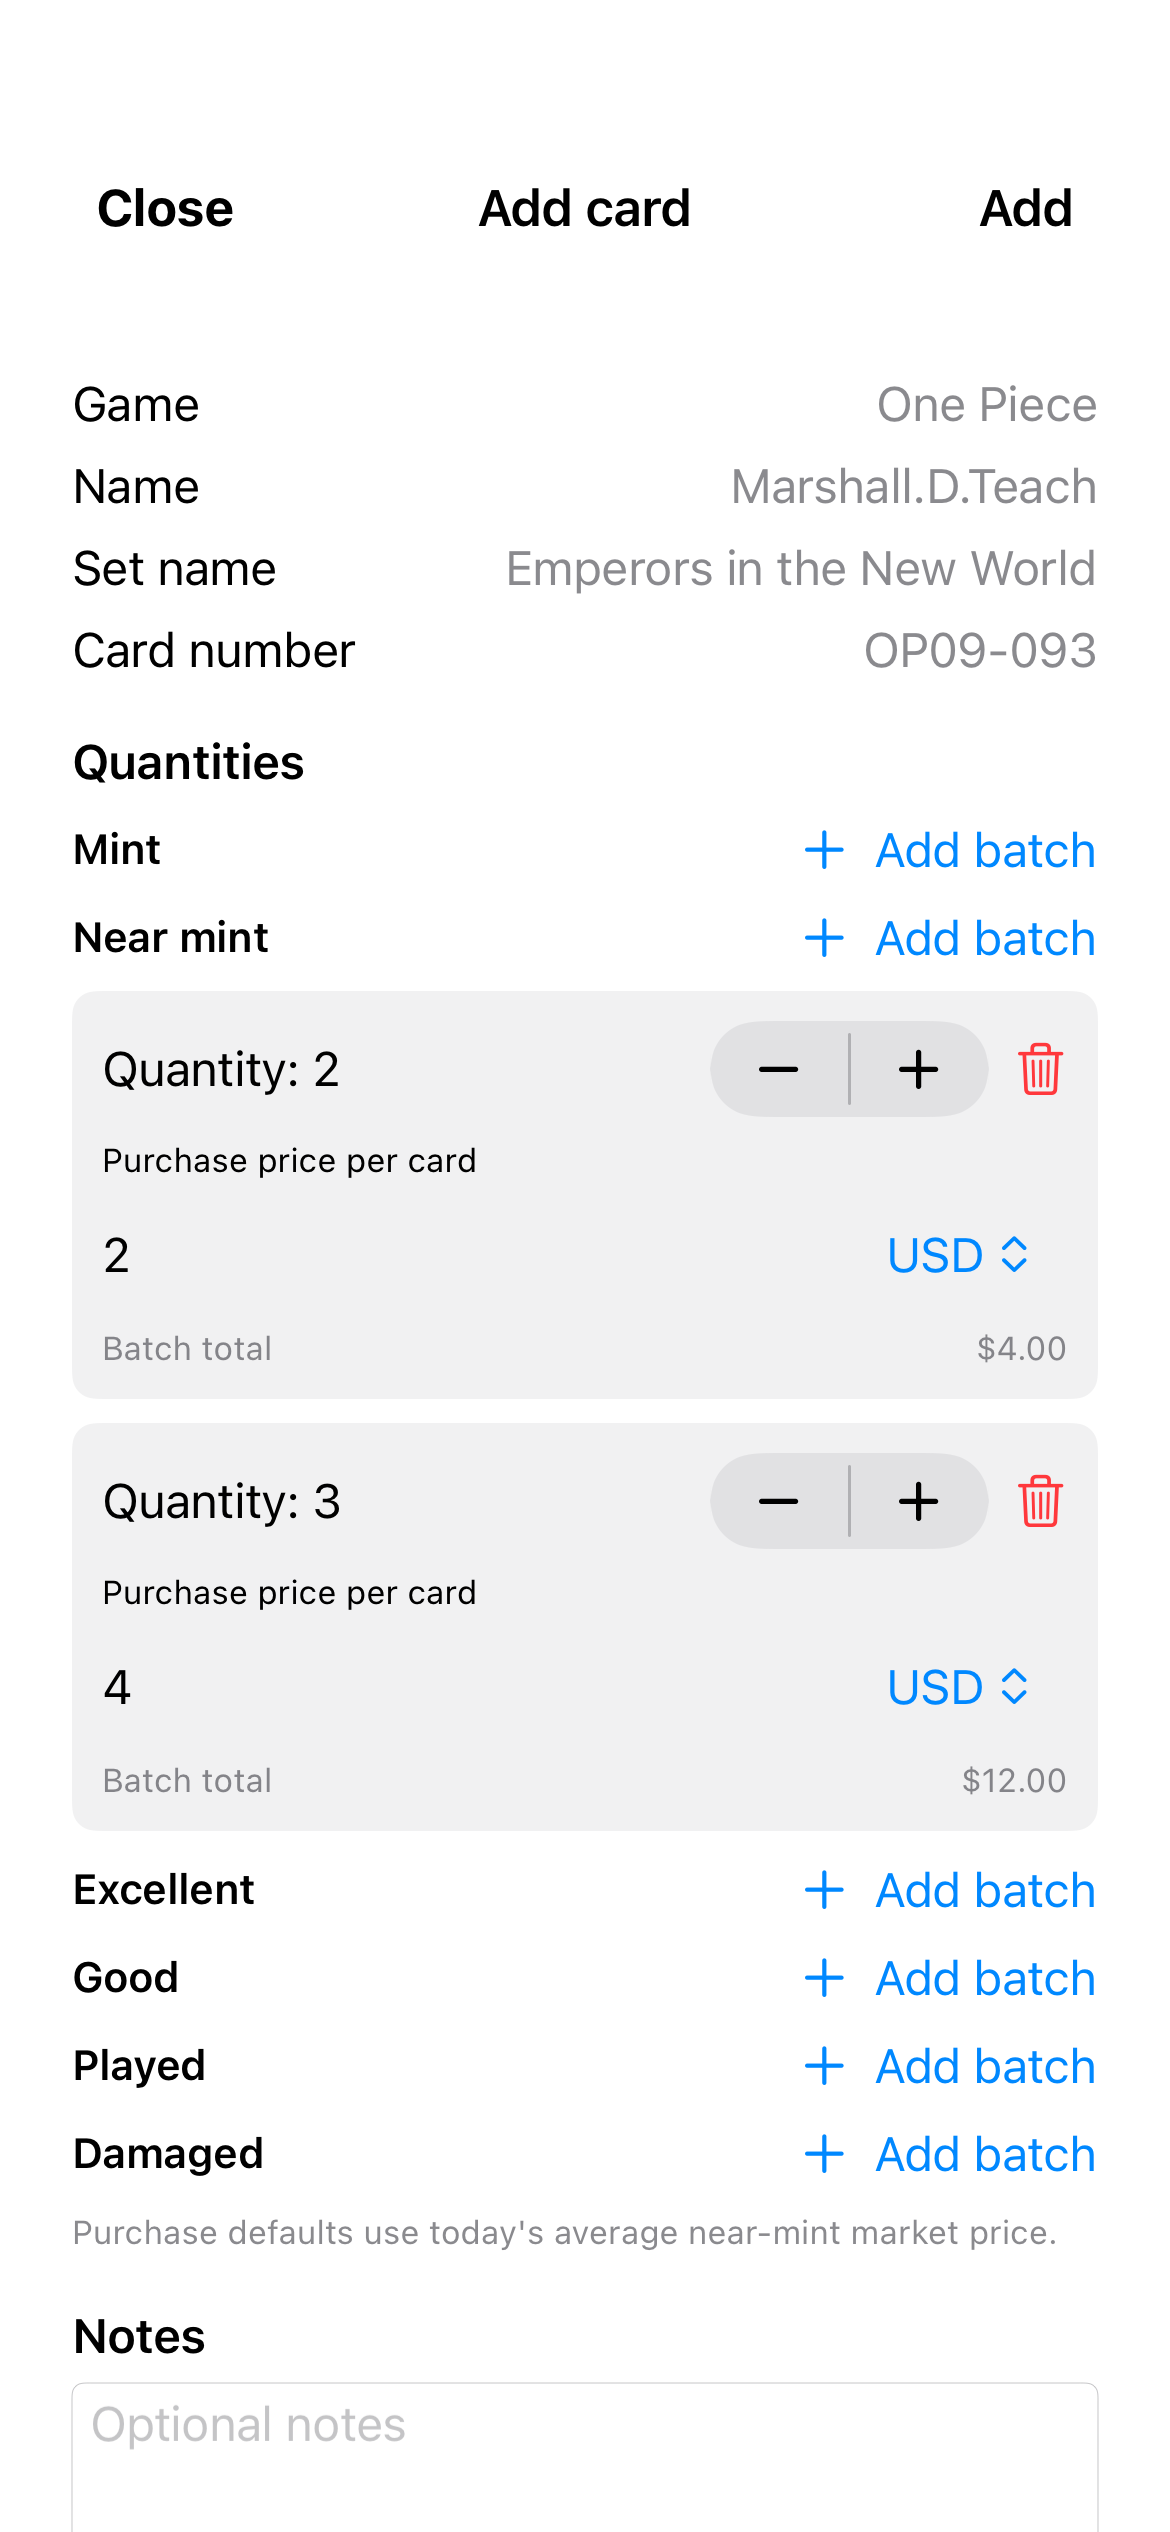 Close Add card Add
Game One Piece
Name Marshall.D.Teach
Set name Emperors in the New World
Card number OP09-093
Quantities
Mint + Add batch
Near mint + Add batch
Quantity: 2 − +
Purchase price per card
2 USD
Batch total $4.00
Quantity: 3 − +
Purchase price per card
4 USD
Batch total $12.00
Excellent + Add batch
Good + Add batch
Played + Add batch
Damaged + Add batch
Purchase defaults use today's average near-mint market price.
Notes
Optional notes